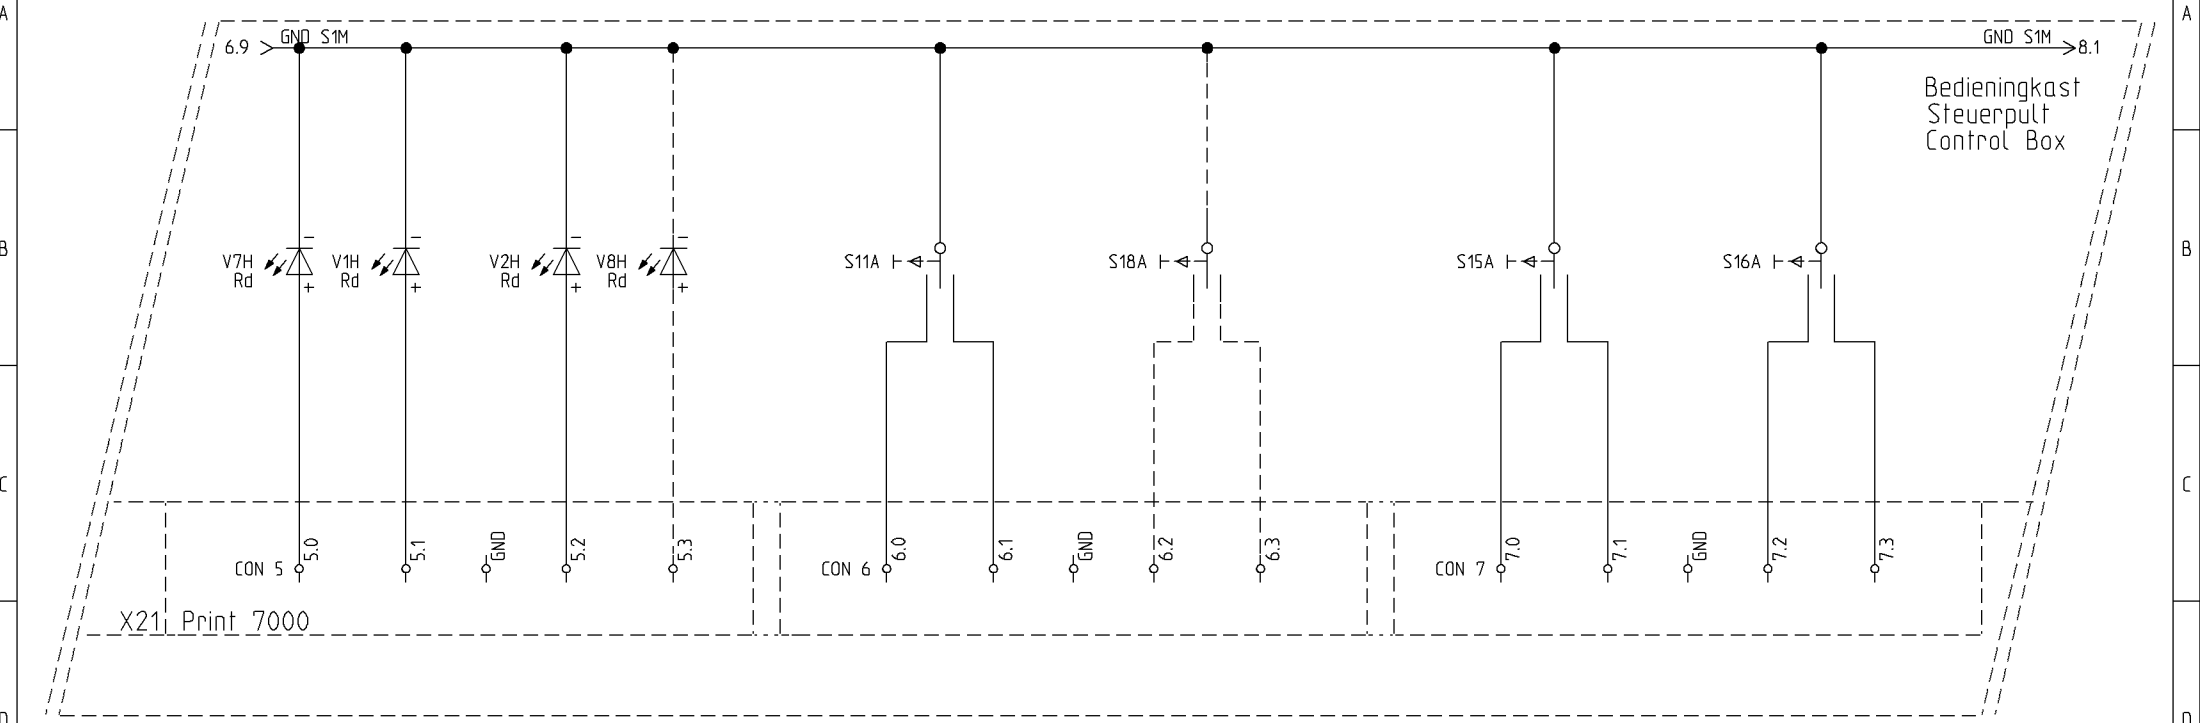 A
A
GND S1M
GND S1M
6.9
8.1
Bedieningkast
Steuerpult
Control Box
B
B
V7H
Rd
V1H
Rd
V2H
Rd
V8H
Rd
S11A
S18A
S15A
S16A
- - - -
+ + + +
C
C
5.0
5.1
GND
5.2
5.3
6.0
6.1
GND
6.2
6.3
7.0
7.1
GND
7.2
7.3
CON 5
CON 6
CON 7
X21 Print 7000
D
D